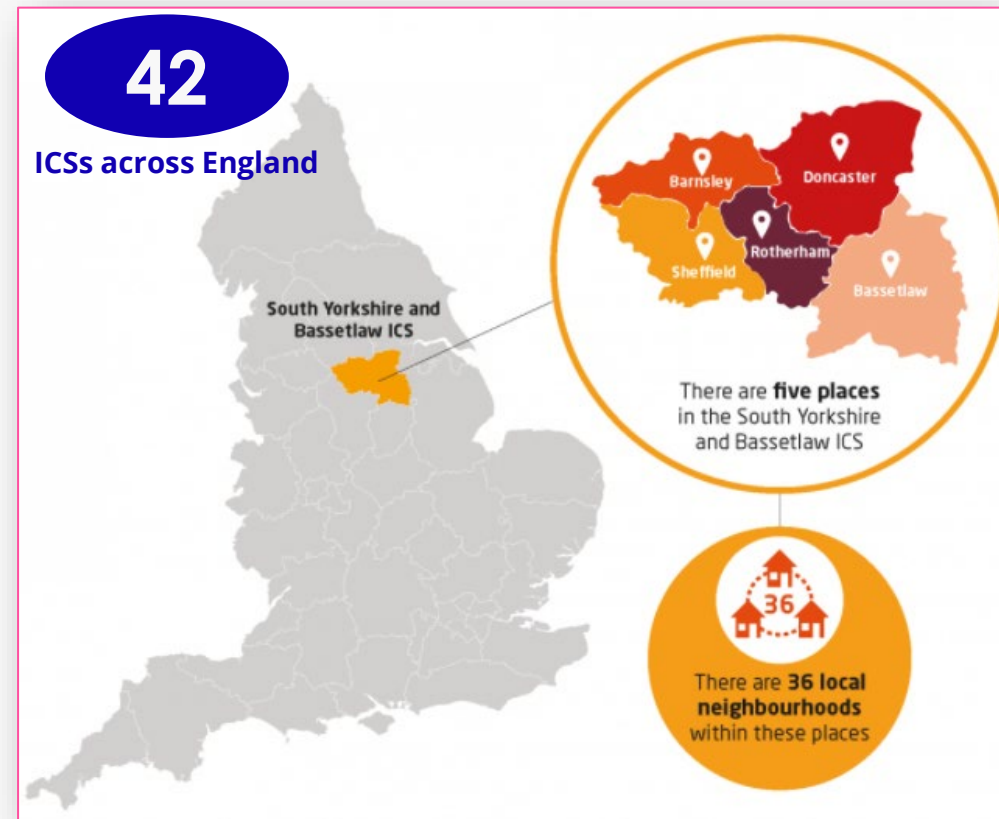 42
ICSs across England
South Yorkshire and
Bassetlaw ICS
Barnsley
Doncaster
Sheffield
Rotherham
Bassetlaw
There are five places
in the South Yorkshire
and Bassetlaw ICS
36
There are 36 local
neighbourhoods
within these places